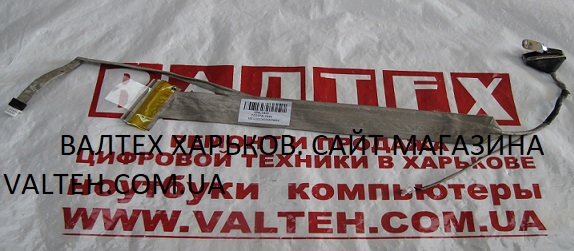 ВАЛТЕХ
ВАЛТЕХ ХАРЬКОВ. САЙТ МАГАЗИНА
VALTEH.COM.UA
ЦИФРОВОЙ ТЕХНИКИ В ХАРЬКОВЕ
ноутбуки компьютеры
WWW.VALTEH.COM.UA